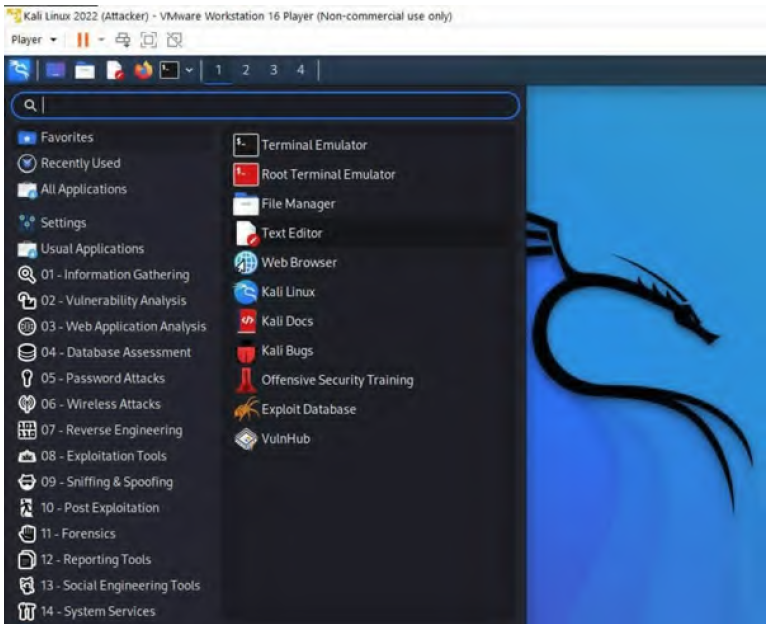 Kali Linux 2022 (Attacker) - VMware Workstation 16 Player (Non-commercial use only)
Player
1 2 3 4
Favorites
Recently Used
All Applications
Settings
Usual Applications
01 - Information Gathering
02 - Vulnerability Analysis
03 - Web Application Analysis
04 - Database Assessment
05 - Password Attacks
06 - Wireless Attacks
07 - Reverse Engineering
08 - Exploitation Tools
09 - Sniffing & Spoofing
10 - Post Exploitation
11 - Forensics
12 - Reporting Tools
13 - Social Engineering Tools
14 - System Services
Terminal Emulator
Root Terminal Emulator
File Manager
Text Editor
Web Browser
Kali Linux
Kali Docs
Kali Bugs
Offensive Security Training
Exploit Database
VulnHub